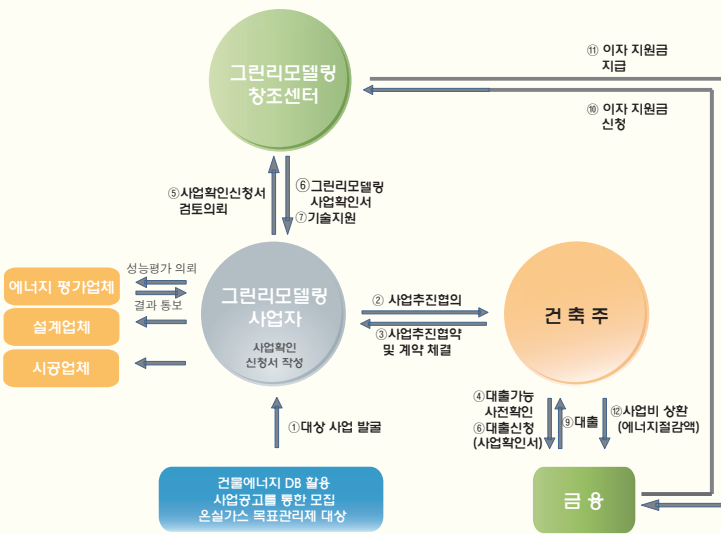 그린리모델링
창조센터
⑪ 이자 지원금
지급
⑩ 이자 지원금
신청
⑤사업확인신청서
검토의뢰
⑥그린리모델링
사업확인서
⑦기술지원
에너지 평가업체
설계업체
시공업체
성능평가 의뢰
결과 통보
그린리모델링
사업자
사업확인
신청서 작성
② 사업추진협의
③사업추진협약
및 계약 체결
건 축 주
①대상 사업 발굴
④대출가능
사전확인
⑥대출신청
(사업확인서)
⑨대출
⑫사업비 상환
(에너지절감액)
건물에너지 DB 활용
사업공고를 통한 모집
온실가스 목표관리제 대상
금 융